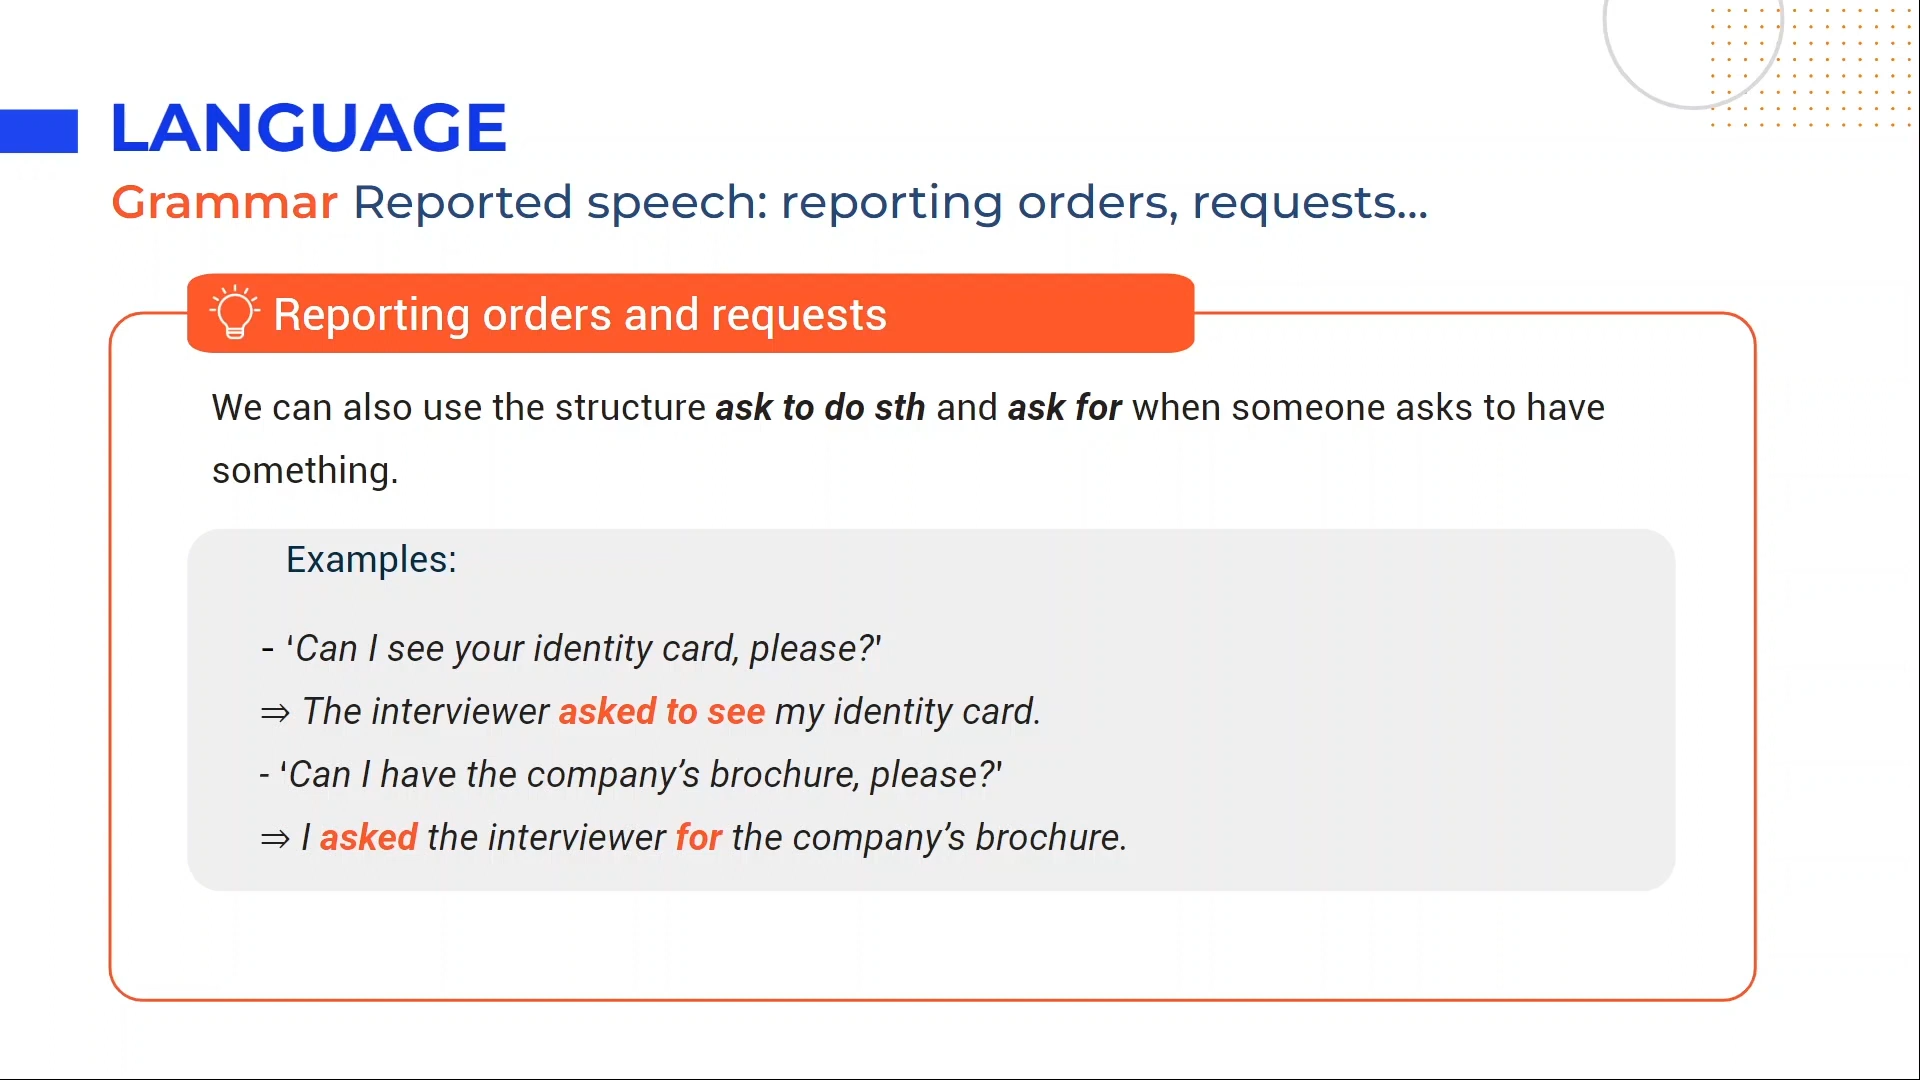 LANGUAGE
Grammar Reported speech: reporting orders, requests...
Reporting orders and requests
We can also use the structure ask to do sth and ask for when someone asks to have
something.
Examples:
- 'Can I see your identity card, please?'
⇒ The interviewer asked to see my identity card.
- 'Can I have the company’s brochure, please?'
⇒ I asked the interviewer for the company’s brochure.